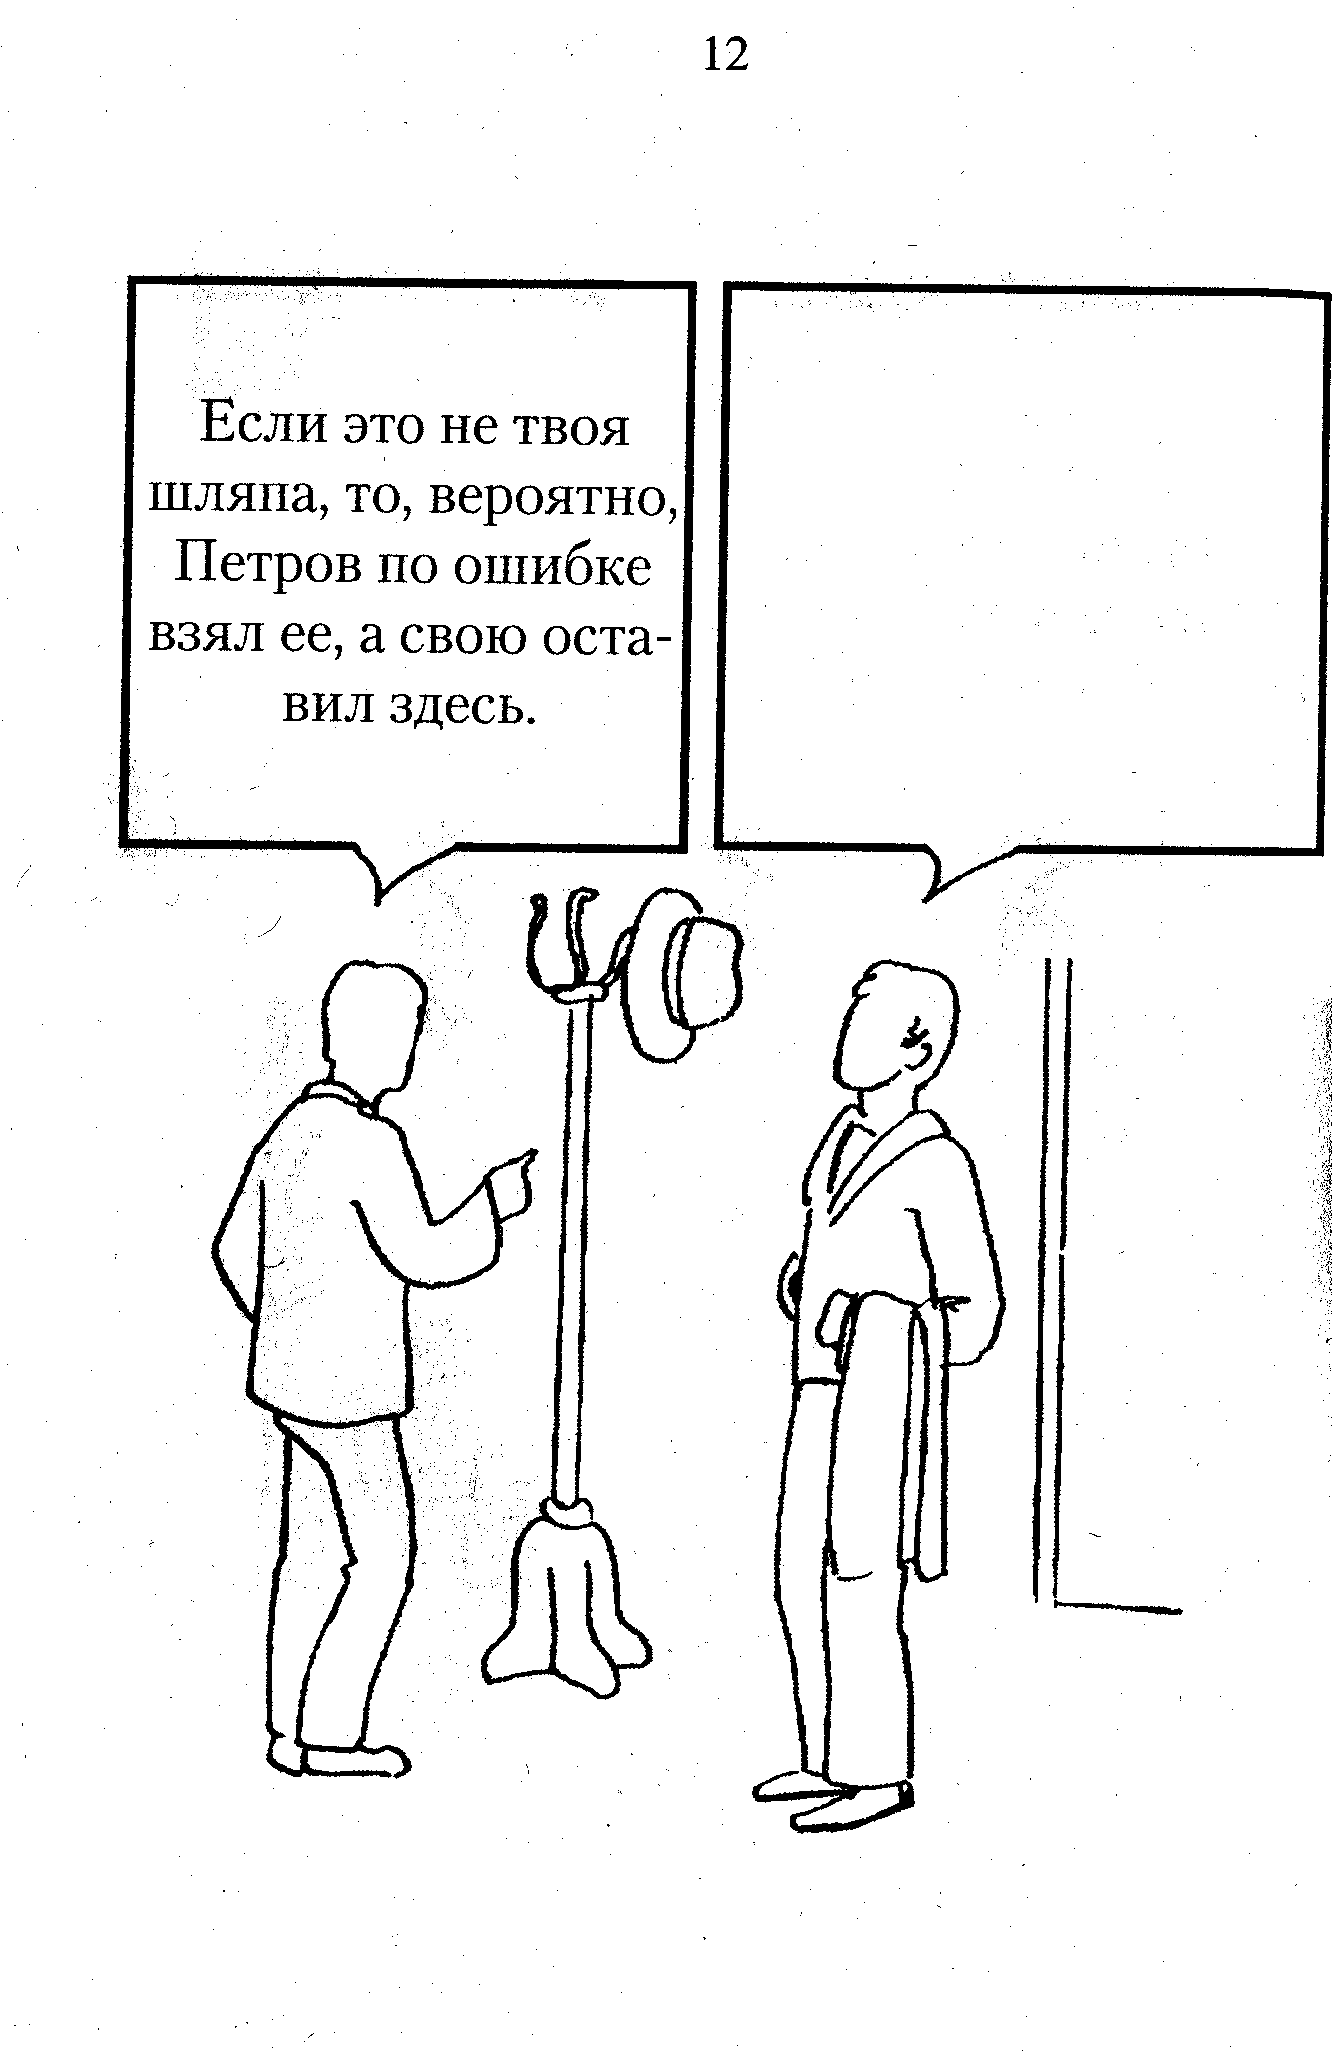 12
Если это не твоя
шляпа, то, вероятно,
Петров по ошибке
взял ее, а свою оста-
вил здесь.